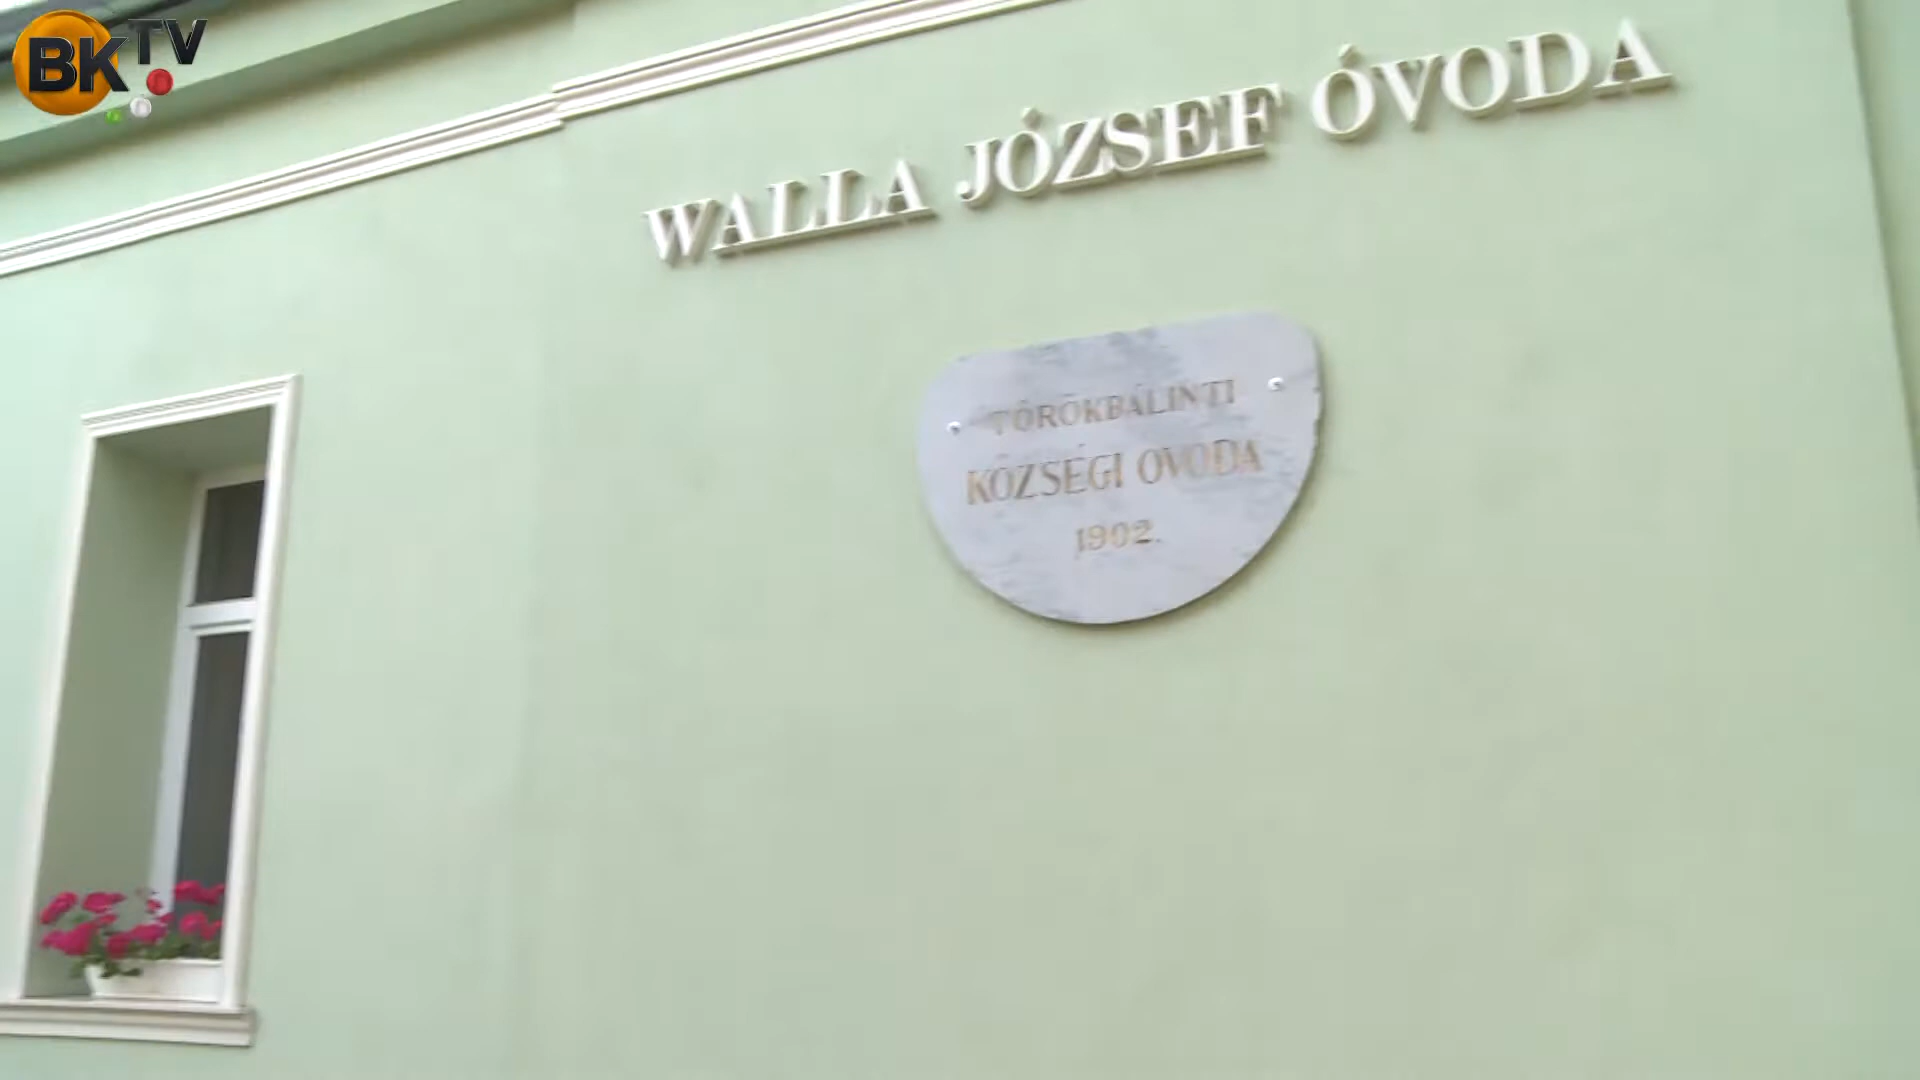 BKTV
WALLA JÓZSEF ÓVODA
TÖRÖKBÁLINTI
KÖZSÉGI ÓVODA
1902.